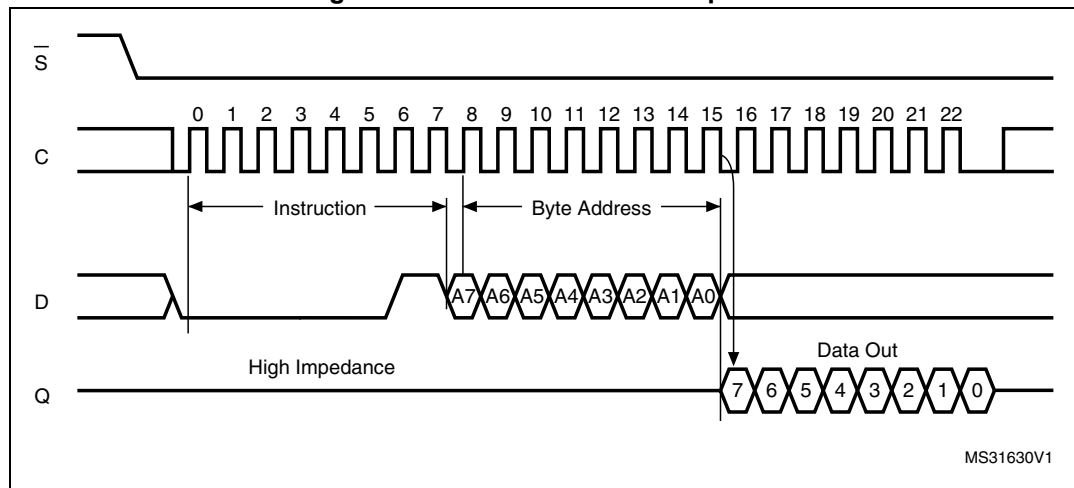 S
0 1 2 3 4 5 6 7 8 9 10 11 12 13 14 15 16 17 18 19 20 21 22
C
Instruction Byte Address
D A7 A6 A5 A4 A3 A2 A1 A0
High Impedance Data Out
Q 7 6 5 4 3 2 1 0
MS31630V1